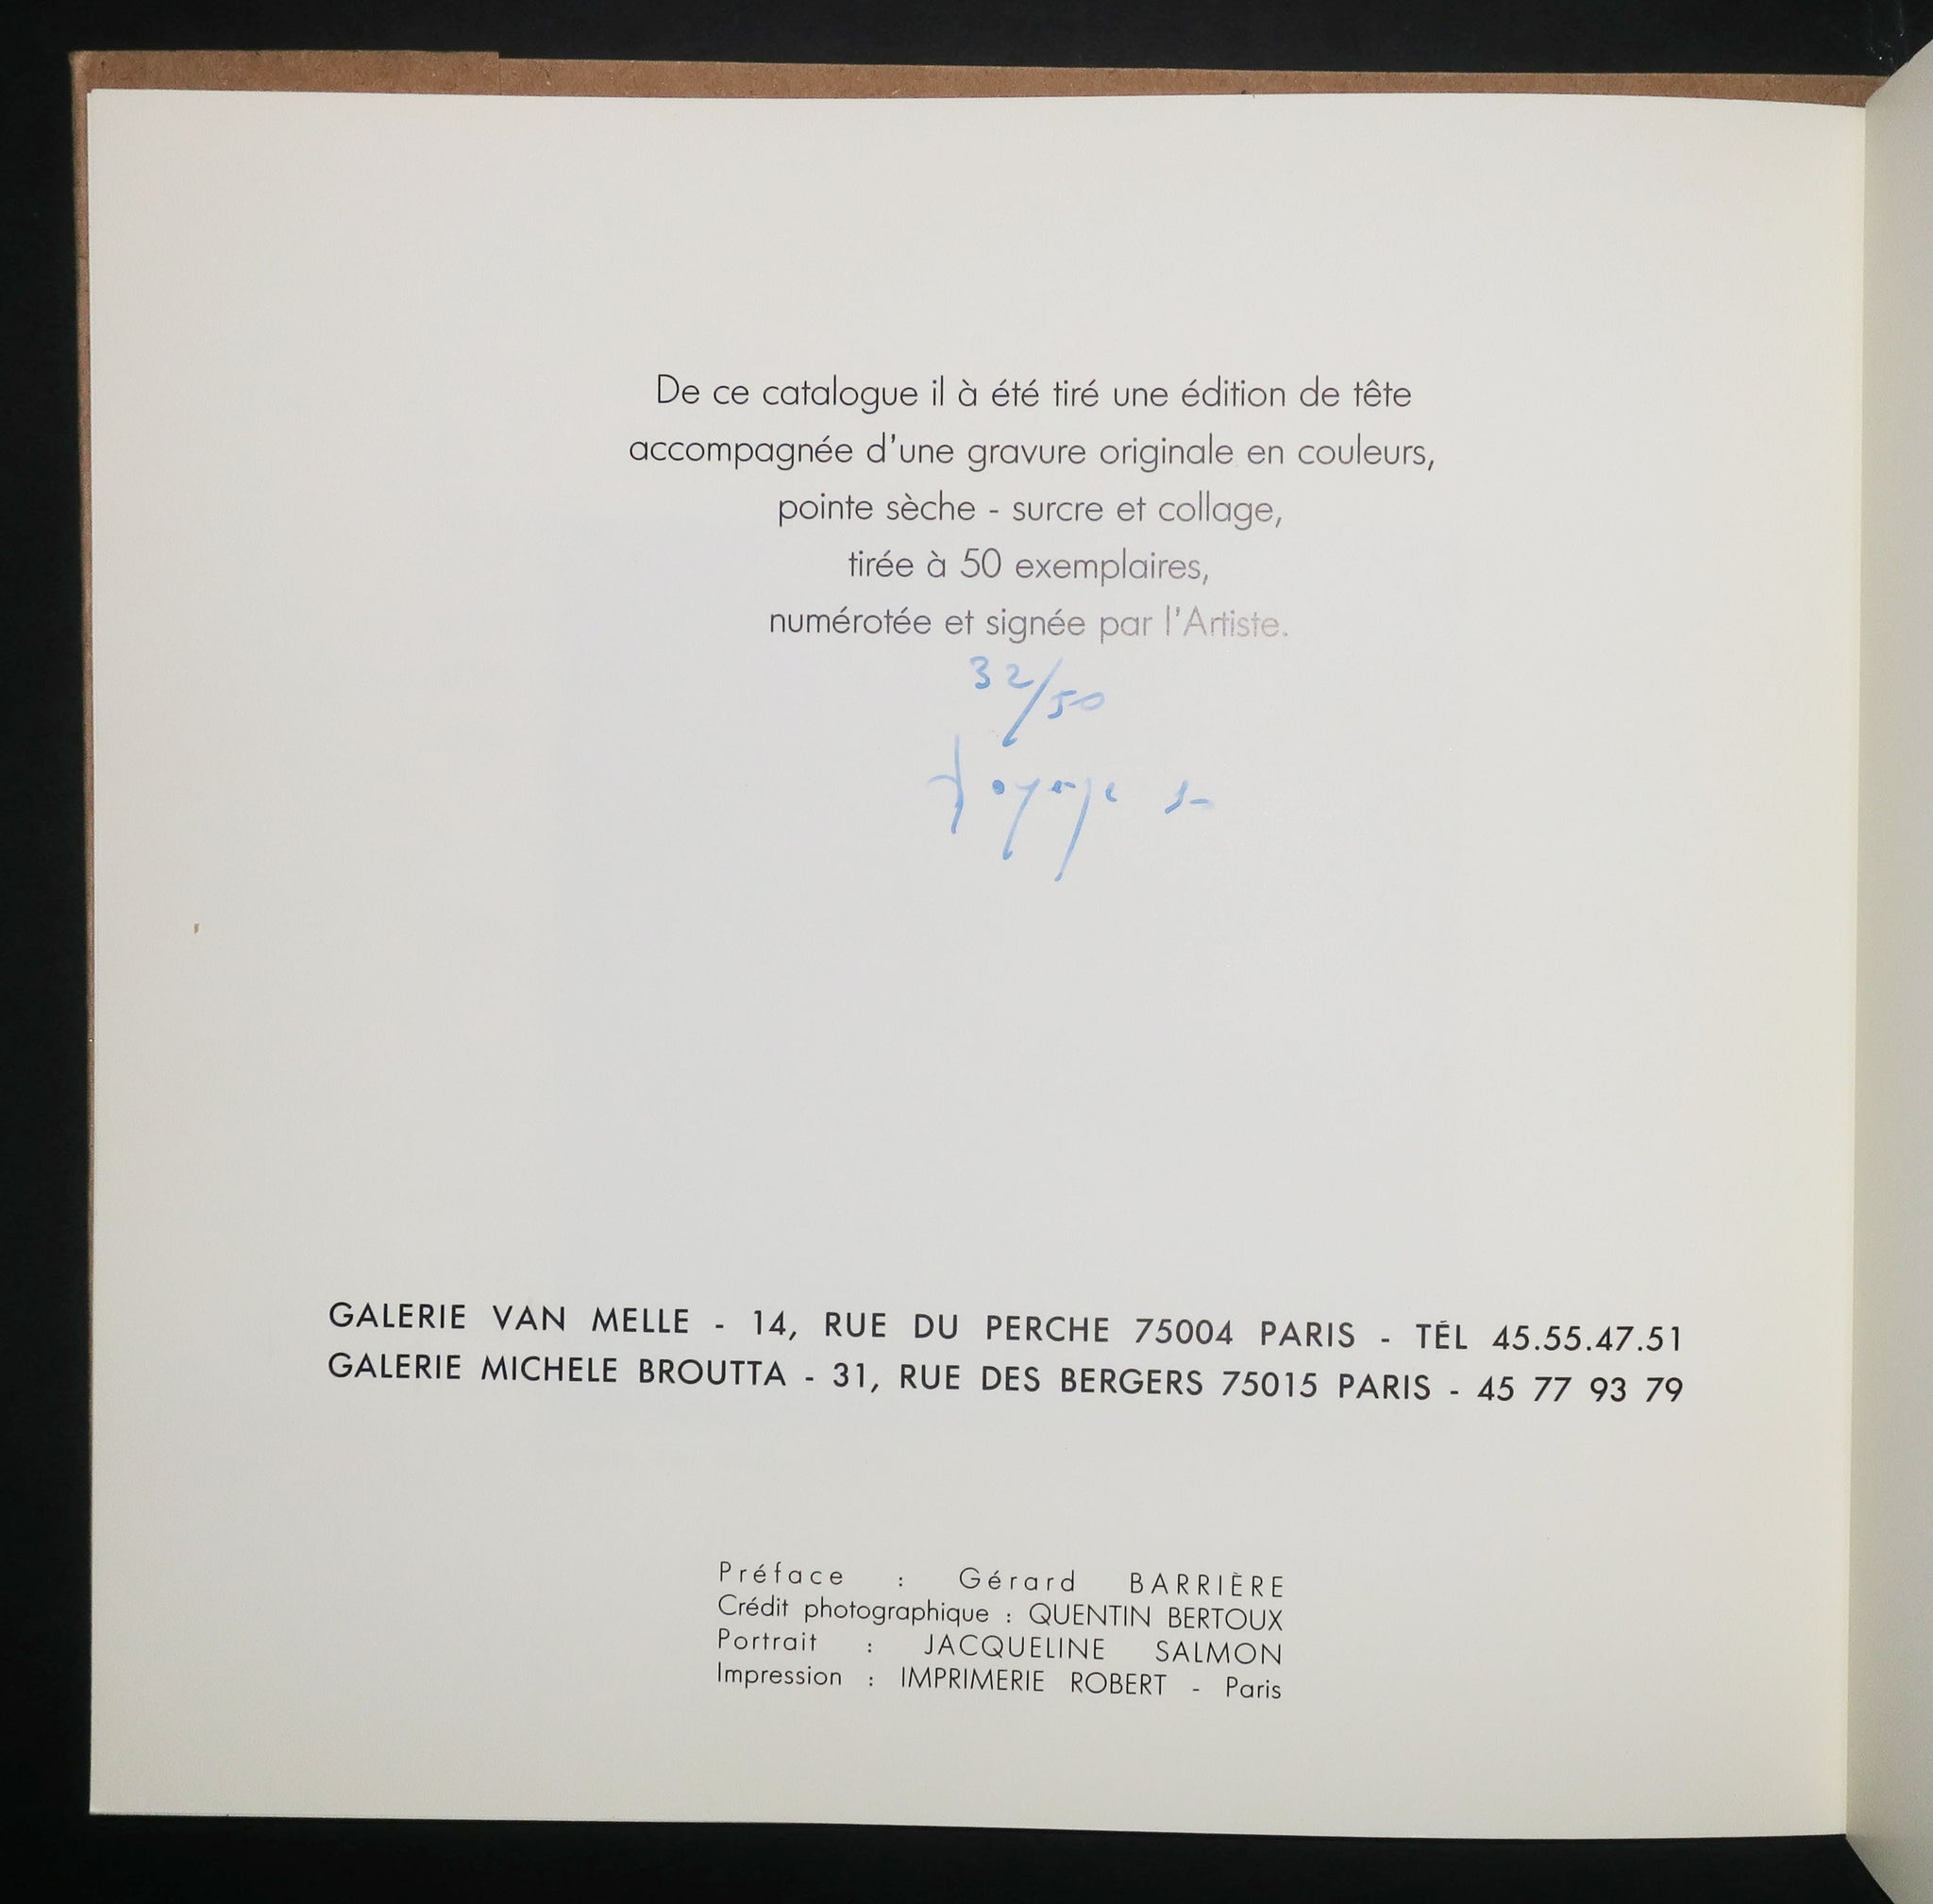 De ce catalogue il à été tiré une édition de tête
accompagnée d'une gravure originale en couleurs,
pointe sèche - surcre et collage,
tirée à 50 exemplaires,
numérotée et signée par l'Artiste.
32/50
GALERIE VAN MELLE - 14, RUE DU PERCHE 75004 PARIS - TÉL 45.55.47.51
GALERIE MICHELE BROUTTA - 31, RUE DES BERGERS 75015 PARIS - 45 77 93 79
Préface : Gérard BARRIÈRE
Crédit photographique : QUENTIN BERTOUX
Portrait : JACQUELINE SALMON
Impression : IMPRIMERIE ROBERT - Paris